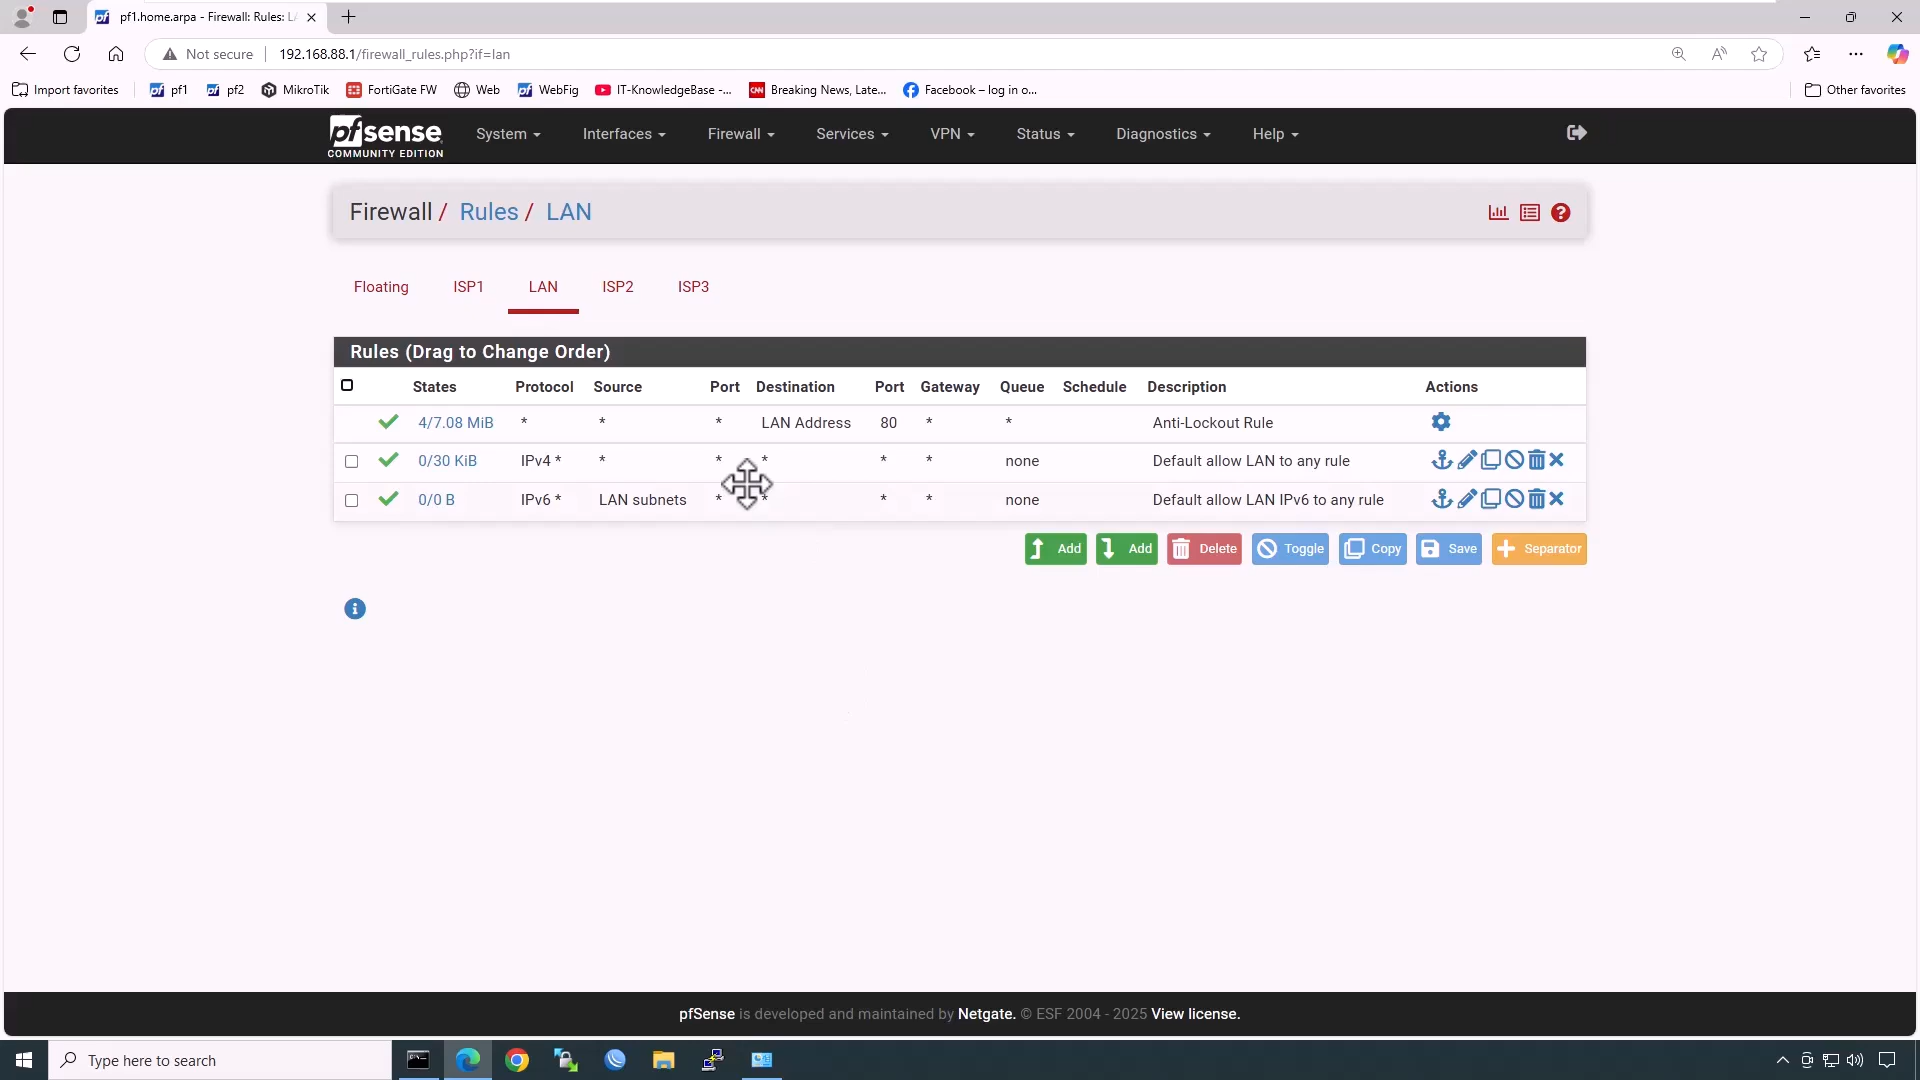 pf1.home.arpa - Firewall: Rules: LA
Not secure 192.168.88.1/firewall_rules.php?if=lan
Import favorites pf1 pf2 MikroTik FortiGate FW Web WebFig IT-KnowledgeBase -... CNN Breaking News, Late... Facebook – log in o... Other favorites
pfsense
COMMUNITY EDITION
System Interfaces Firewall Services VPN Status Diagnostics Help
Firewall / Rules / LAN
Floating ISP1 LAN ISP2 ISP3
Rules (Drag to Change Order)
States Protocol Source Port Destination Port Gateway Queue Schedule Description Actions
4/7.08 MiB * * * LAN Address 80 * * Anti-Lockout Rule
0/30 KiB IPv4 * * * * * * none Default allow LAN to any rule
0/0 B IPv6 * LAN subnets * * * * none Default allow LAN IPv6 to any rule
Add Add Delete Toggle Copy Save Separator
pfSense is developed and maintained by Netgate. © ESF 2004 - 2025 View license.
Type here to search